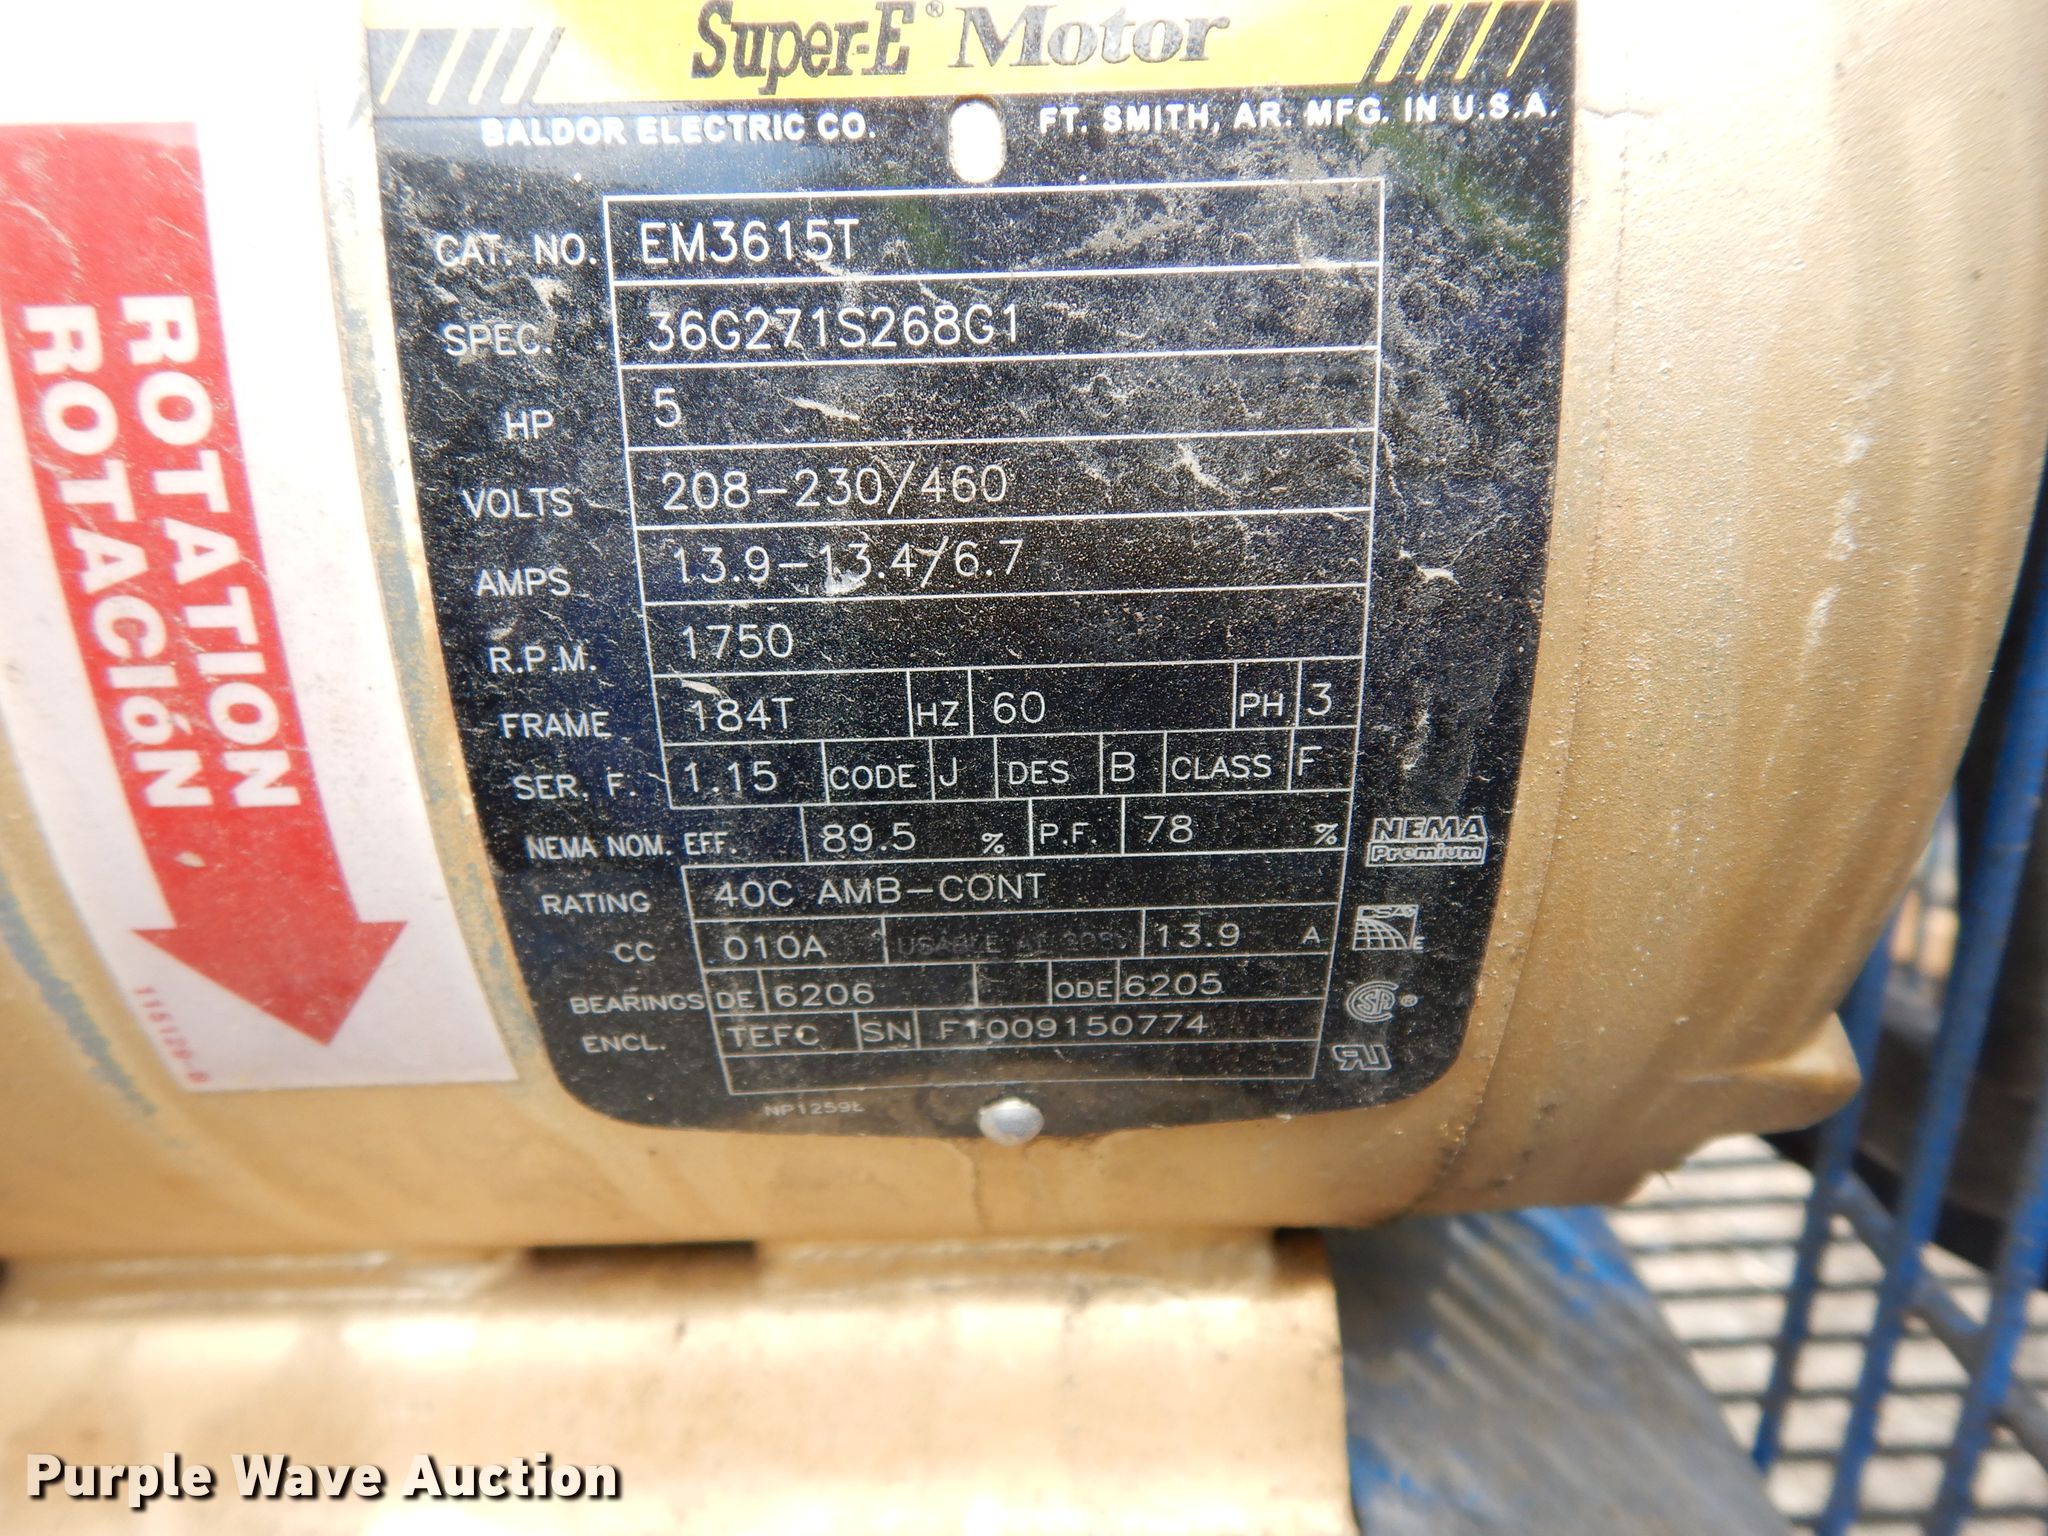 Super-E® Motor
BALDOR ELECTRIC CO. FT. SMITH, AR. MFG. IN U.S.A.
CAT. NO. EM3615T
SPEC. 36G271S268G1
HP 5
VOLTS 208-230/460
AMPS 13.9-13.4/6.7
R.P.M. 1750
FRAME 184T HZ 60 PH 3
SER. F. 1.15 CODE J DES B CLASS F
NEMA NOM. EFF. 89.5 % P.F. 78 %
NEMA
Premium
RATING 40C AMB-CONT
CC 010A USABLE AT 208V 13.9 A
BEARINGS DE 6206 ODE 6205
ENCL. TEFC SN F1009150774
ROTATION
ROTACIÓN
Purple Wave Auction